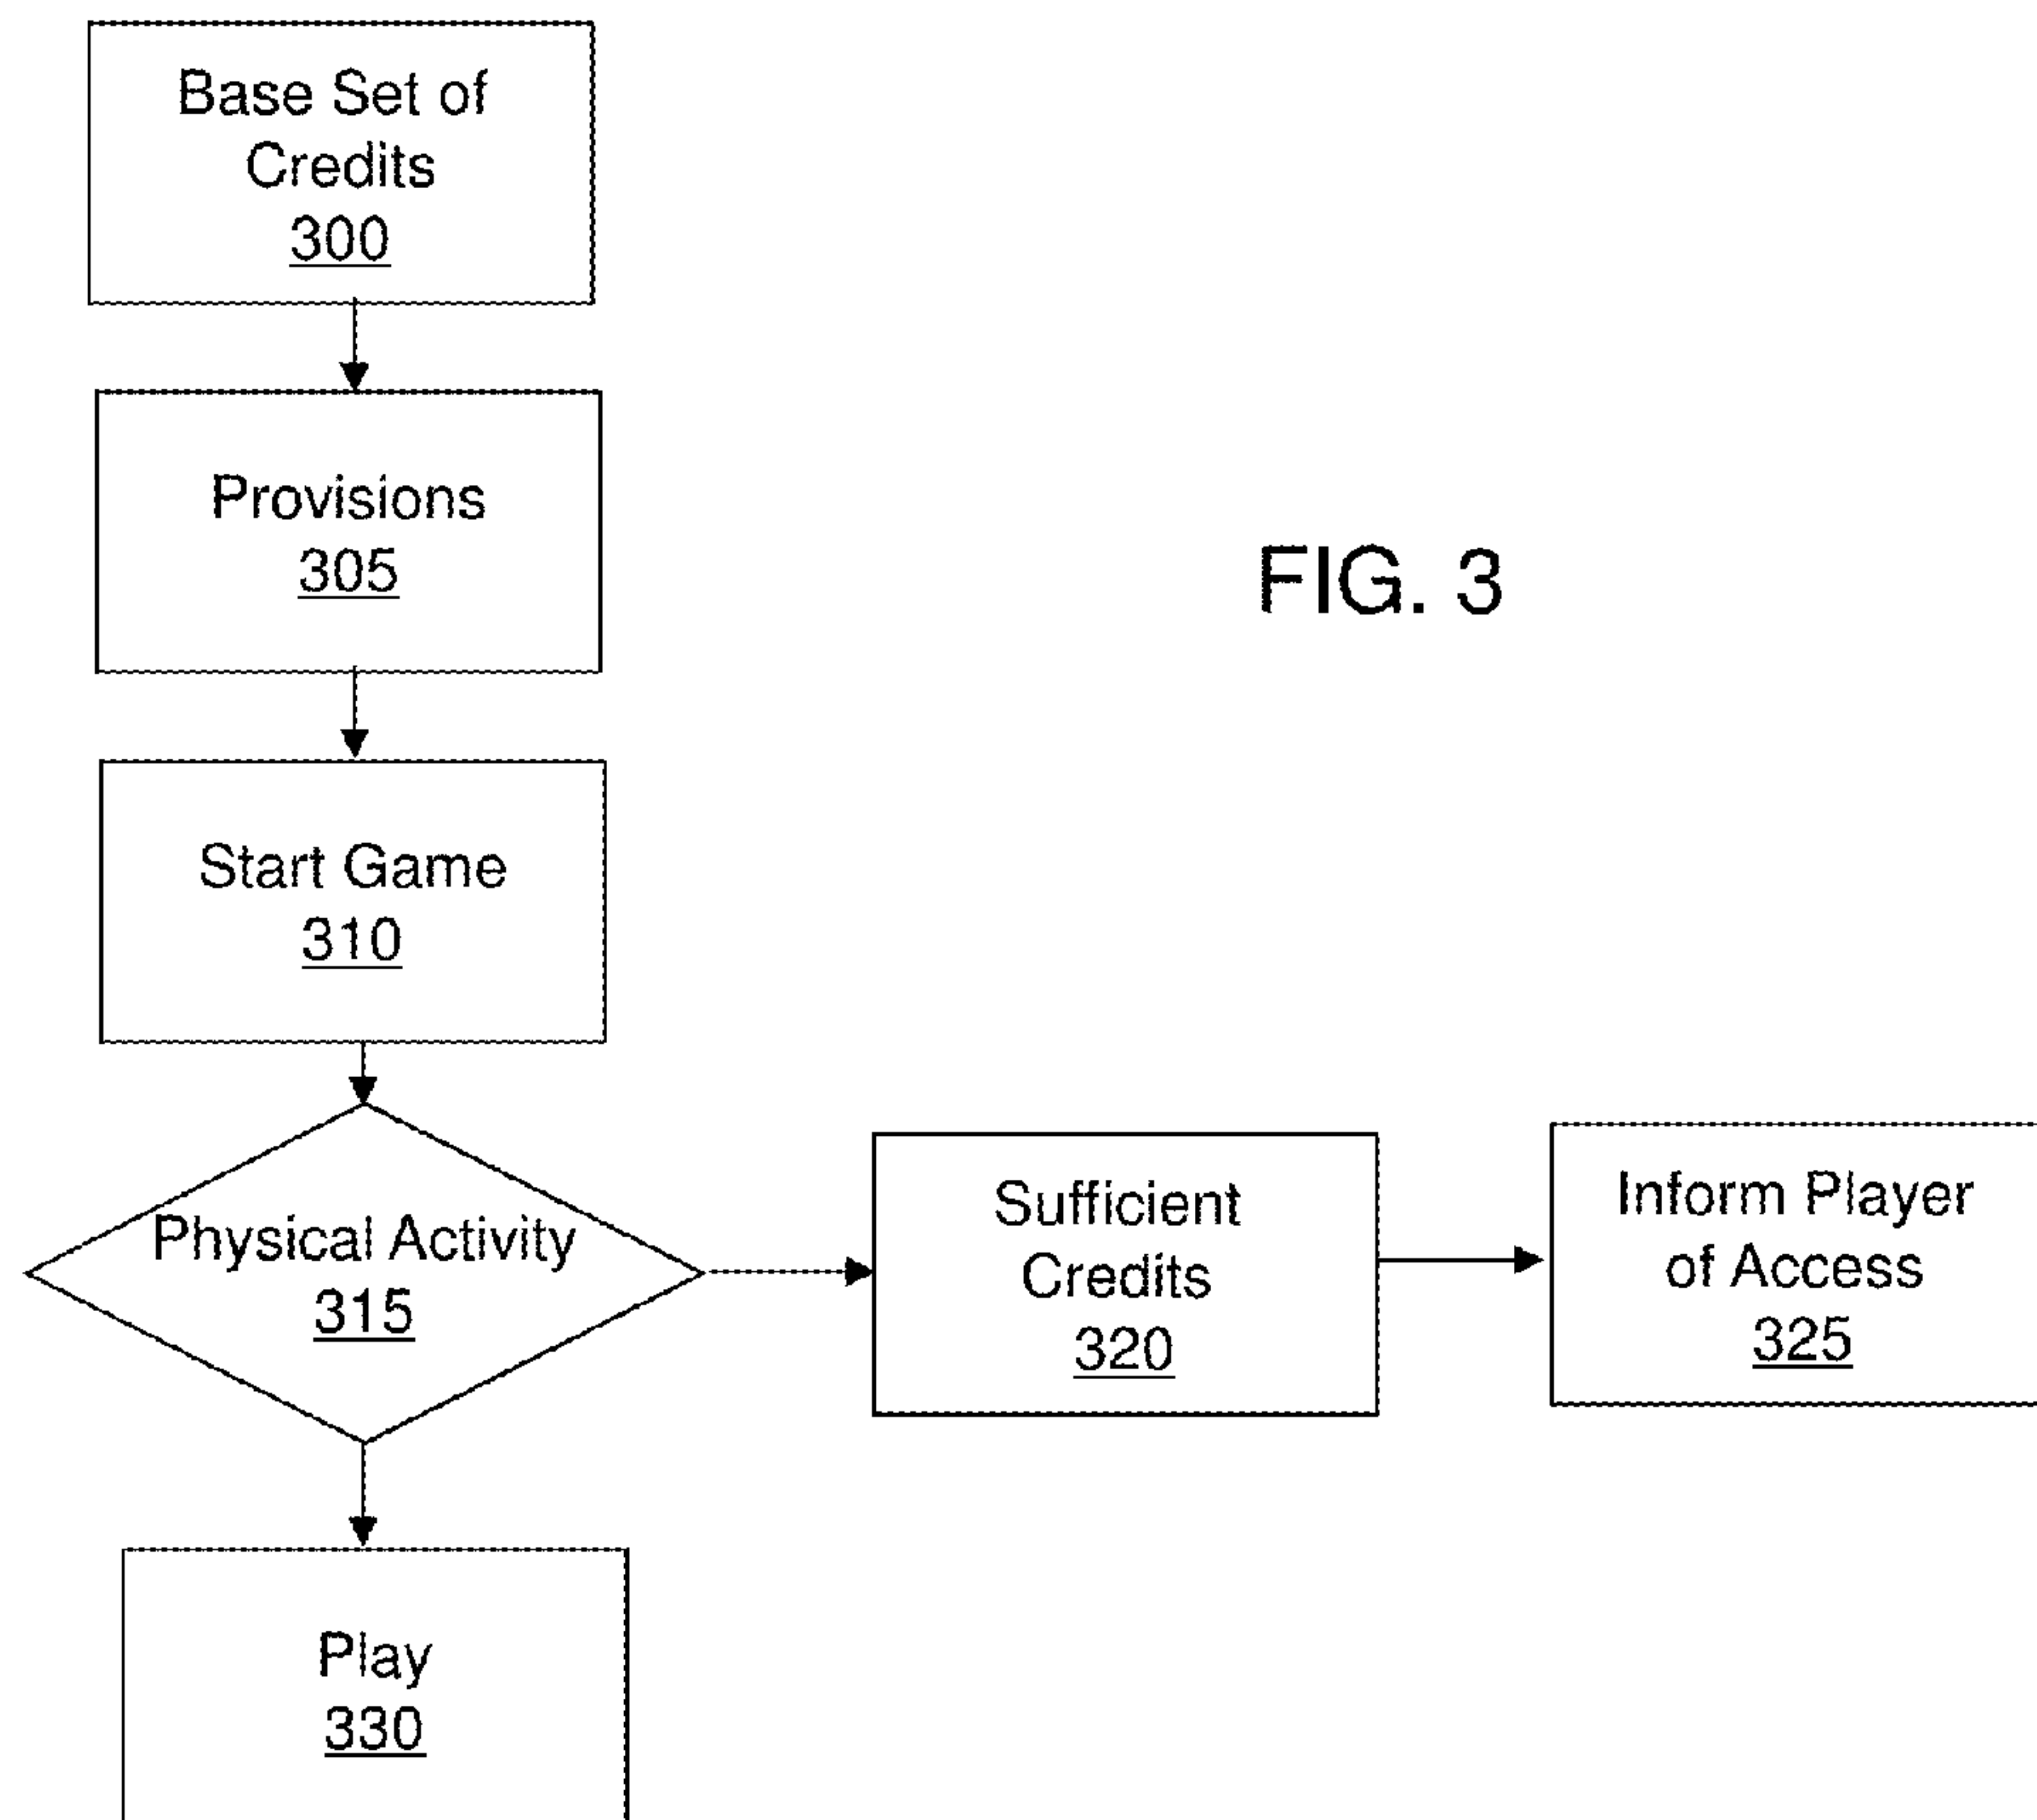 Base Set of
Credits
300
Provisions
305
FIG. 3
Start Game
310
Physical Activity
315
Sufficient
Credits
320
Inform Player
of Access
325
Play
330